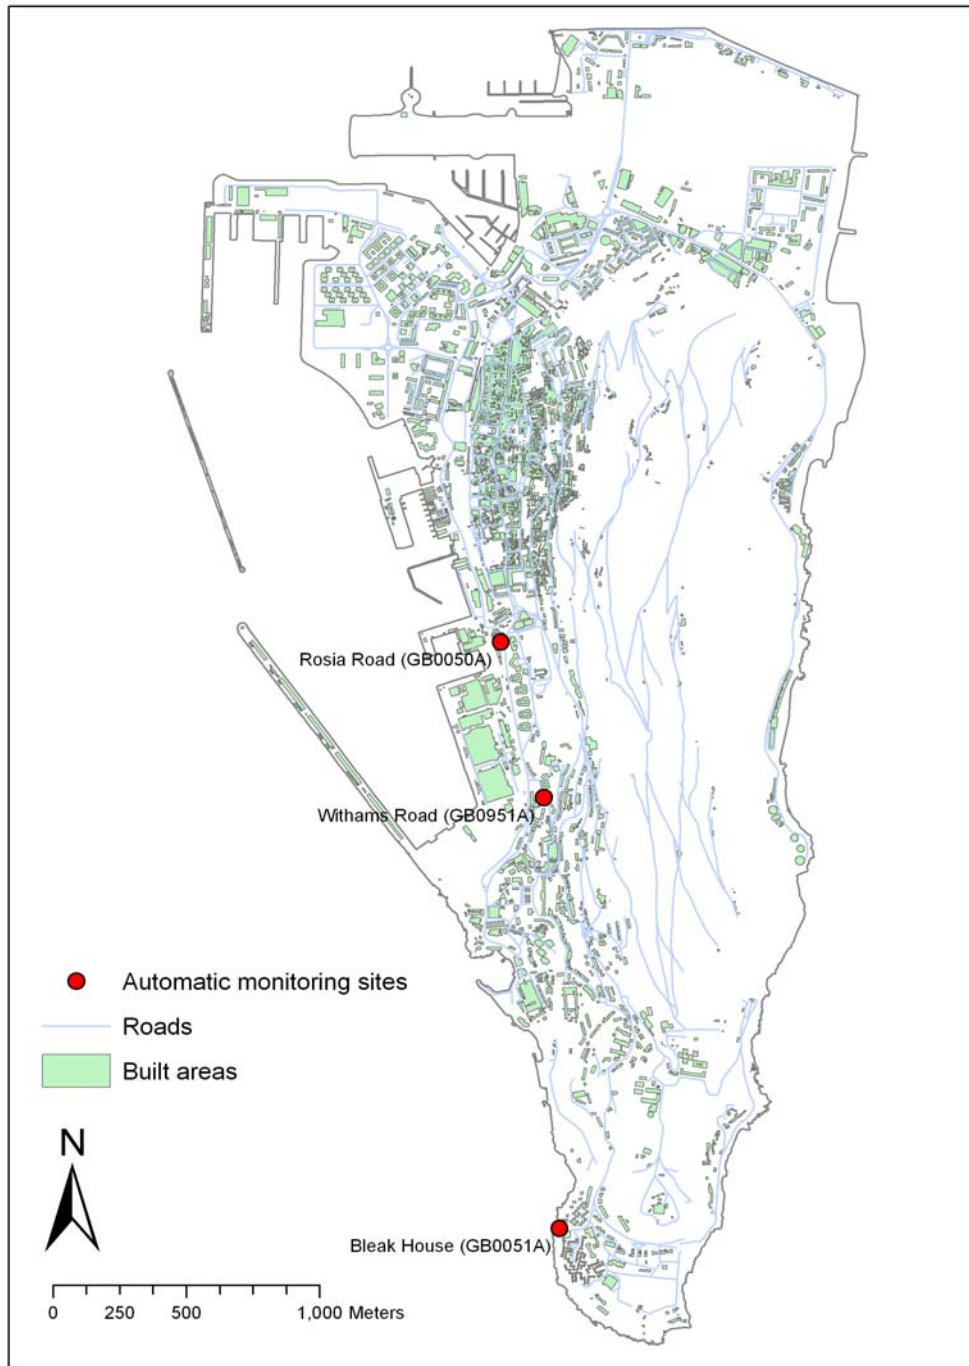 Rosia Road (GB0050A)
Withams Road (GB0951A)
Automatic monitoring sites
Roads
Built areas
N
Bleak House (GB0051A)
0 250 500 1,000 Meters